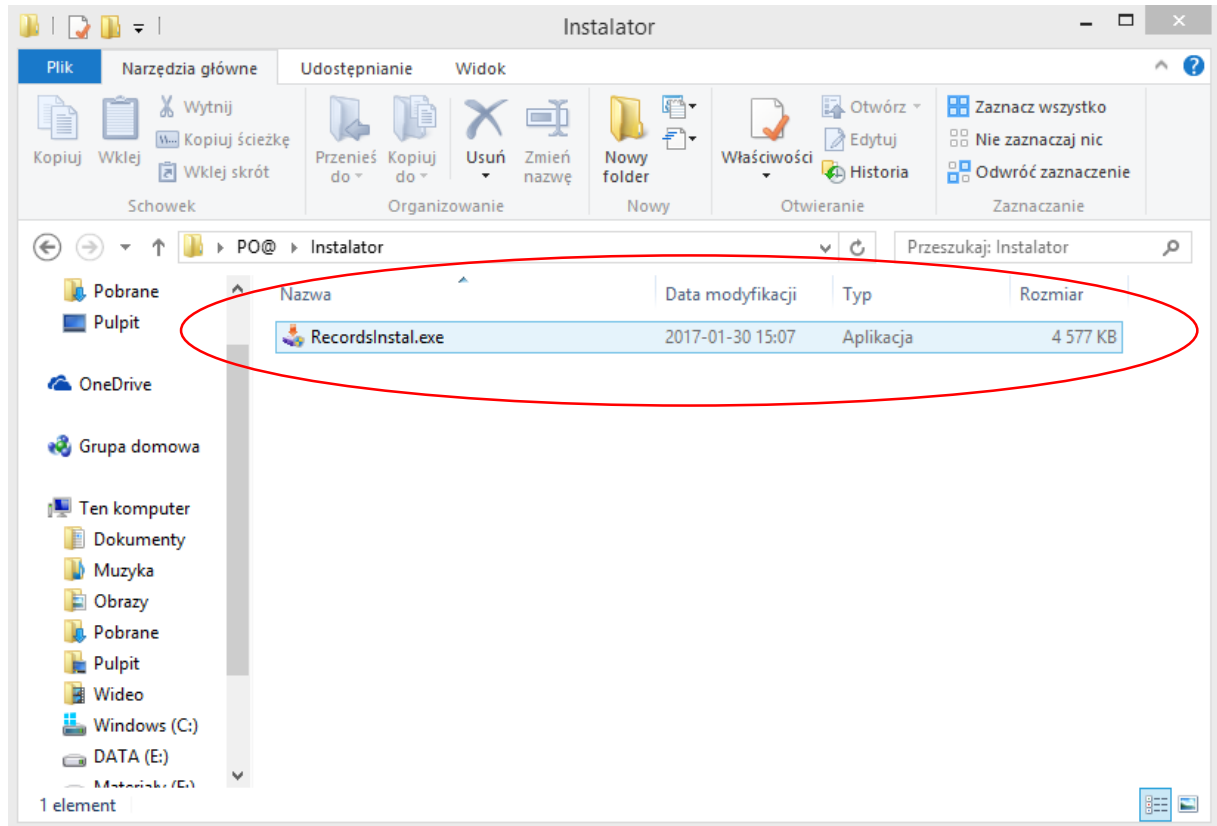 Instalator
Plik Narzędzia główne Udostępnianie Widok
Kopiuj
Wklej
Wytnij
Kopiuj ścieżkę
Wklej skrót
Schowek
Przenieś do
Kopiuj do
Usuń
Zmień nazwę
Organizowanie
Nowy folder
Nowy
Właściwości
Otwórz
Edytuj
Historia
Otwieranie
Zaznacz wszystko
Nie zaznaczaj nic
Odwróć zaznaczenie
Zaznaczanie
PO@ Instalator
Przeszukaj: Instalator
Pobrane
Pulpit
OneDrive
Grupa domowa
Ten komputer
Dokumenty
Muzyka
Obrazy
Pobrane
Pulpit
Wideo
Windows (C:)
DATA (E:)
Nazwa Data modyfikacji Typ Rozmiar
RecordsInstal.exe 2017-01-30 15:07 Aplikacja 4 577 KB
1 element